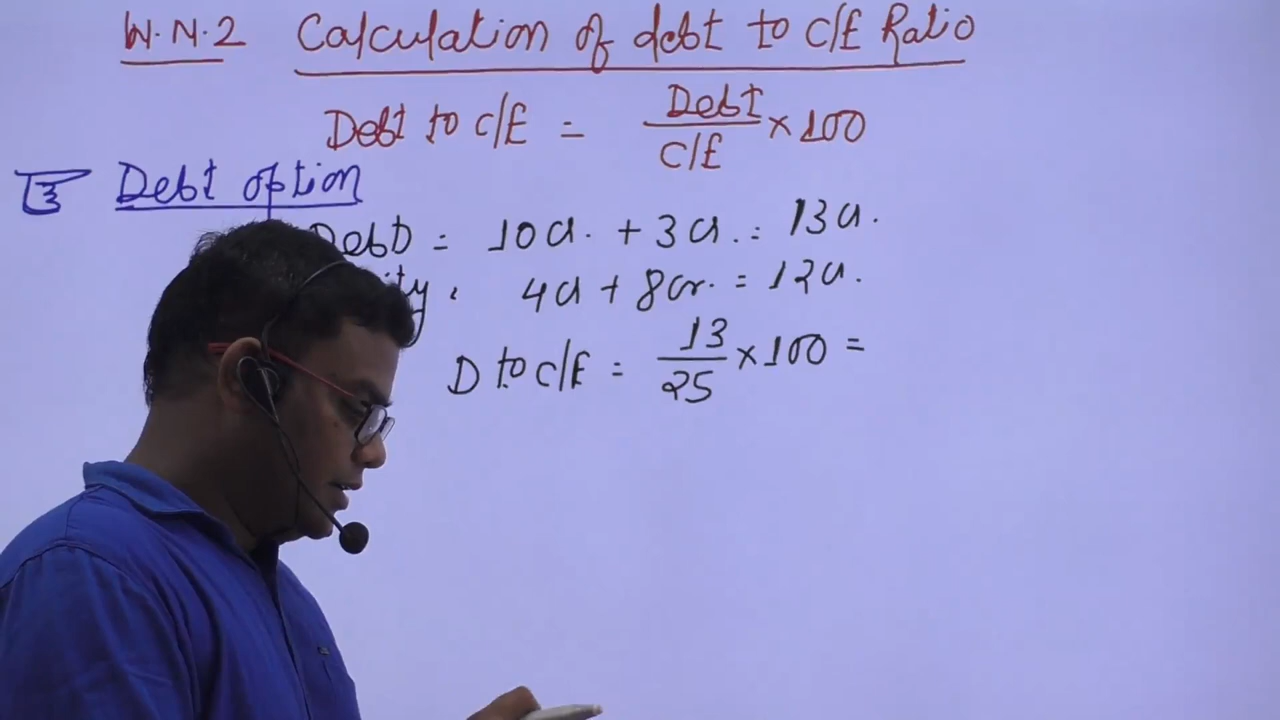 W.N.2 Calculation of debt to C/E Ratio
Debt to C/E = Debt/C/E × 100
Debt option
Debt = 10cr. + 3cr. = 13cr.
ity = 4cr + 8cr. = 12cr.
D to C/E = 13/25 × 100 =